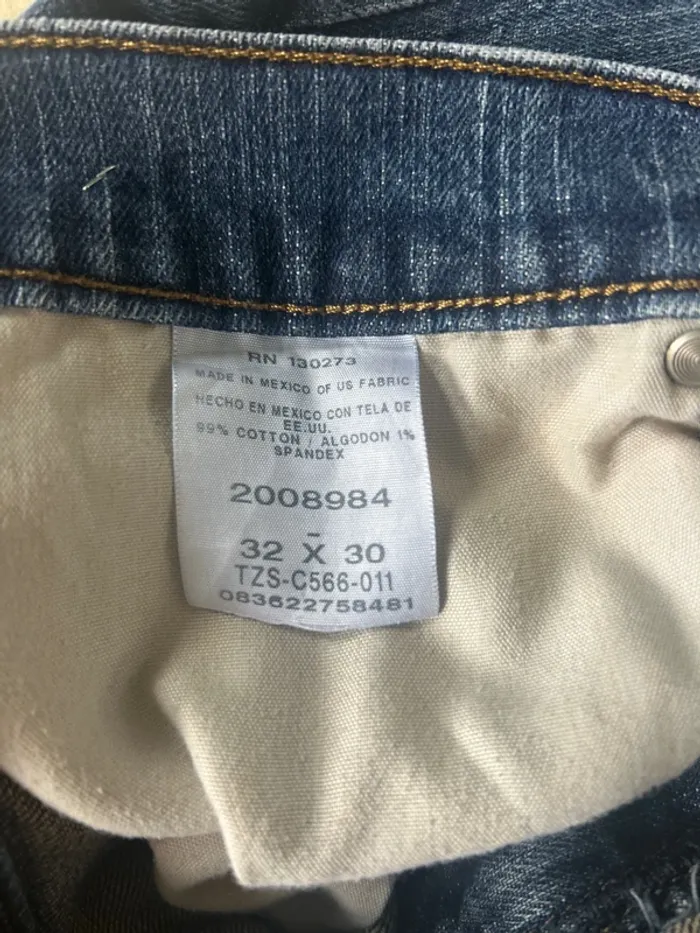 RN 130273
MADE IN MEXICO OF US FABRIC
HECHO EN MEXICO CON TELA DE
EE.UU.
99% COTTON / ALGODON 1%
SPANDEX
2008984
-
32 X 30
TZS-C566-011
083622758481